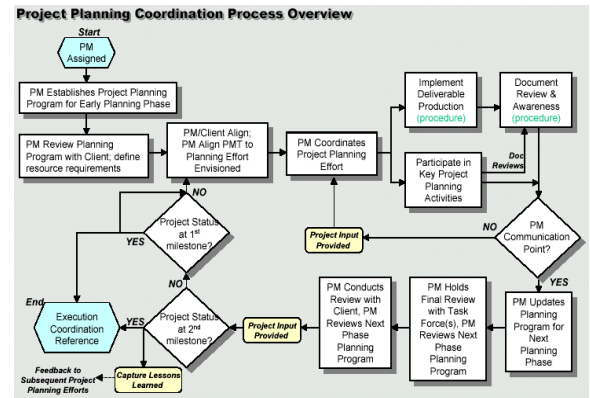 Project Planning Coordination Process Overview
Start
PM
Assigned
PM Establishes Project Planning
Program for Early Planning Phase
PM Review Planning
Program with Client; define
resource requirements
PM/Client Align;
PM Align PMT to
Planning Effort
Envisioned
PM Coordinates
Project Planning
Effort
Implement
Deliverable
Production
(procedure)
Document
Review &
Awareness
(procedure)
Participate in
Key Project
Planning
Activities
Doc
Reviews
NO
Project Status
at 1st
milestone?
YES
Project Input
Provided
NO
PM
Communication
Point?
YES
NO
End
Execution
Coordination
Reference
YES
Project Status
at 2nd
milestone?
Project Input
Provided
PM Conducts
Review with
Client, PM
Reviews Next
Phase
Planning
Program
PM Holds
Final Review
with Task
Force(s), PM
Reviews Next
Phase
Planning
Program
PM Updates
Planning
Program for
Next
Planning
Phase
Feedback to
Subsequent Project
Planning Efforts
Capture Lessons
Learned